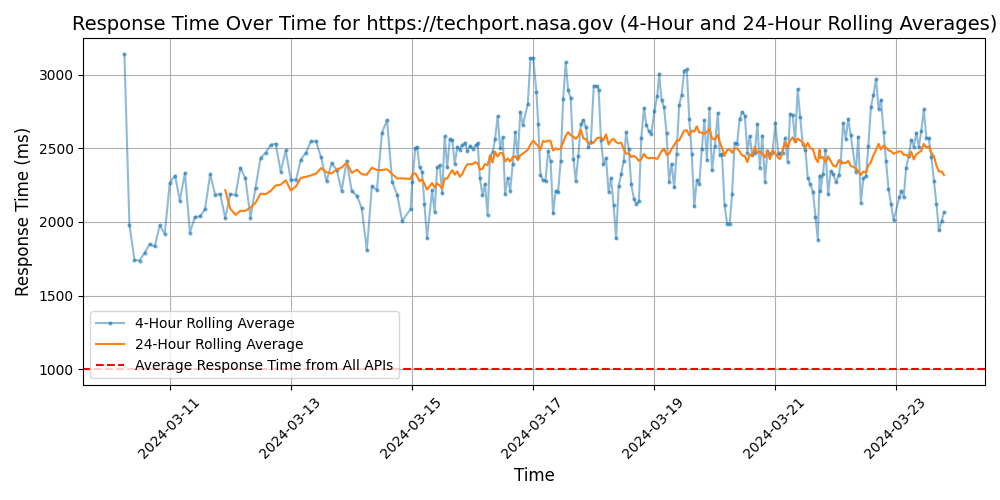 Response Time Over Time for https://techport.nasa.gov (4-Hour and 24-Hour Rolling Averages)
Response Time (ms)
3000
2500
2000
1500
1000
4-Hour Rolling Average
24-Hour Rolling Average
Average Response Time from All APIs
2024-03-11
2024-03-13
2024-03-15
2024-03-17
2024-03-19
2024-03-21
2024-03-23
Time